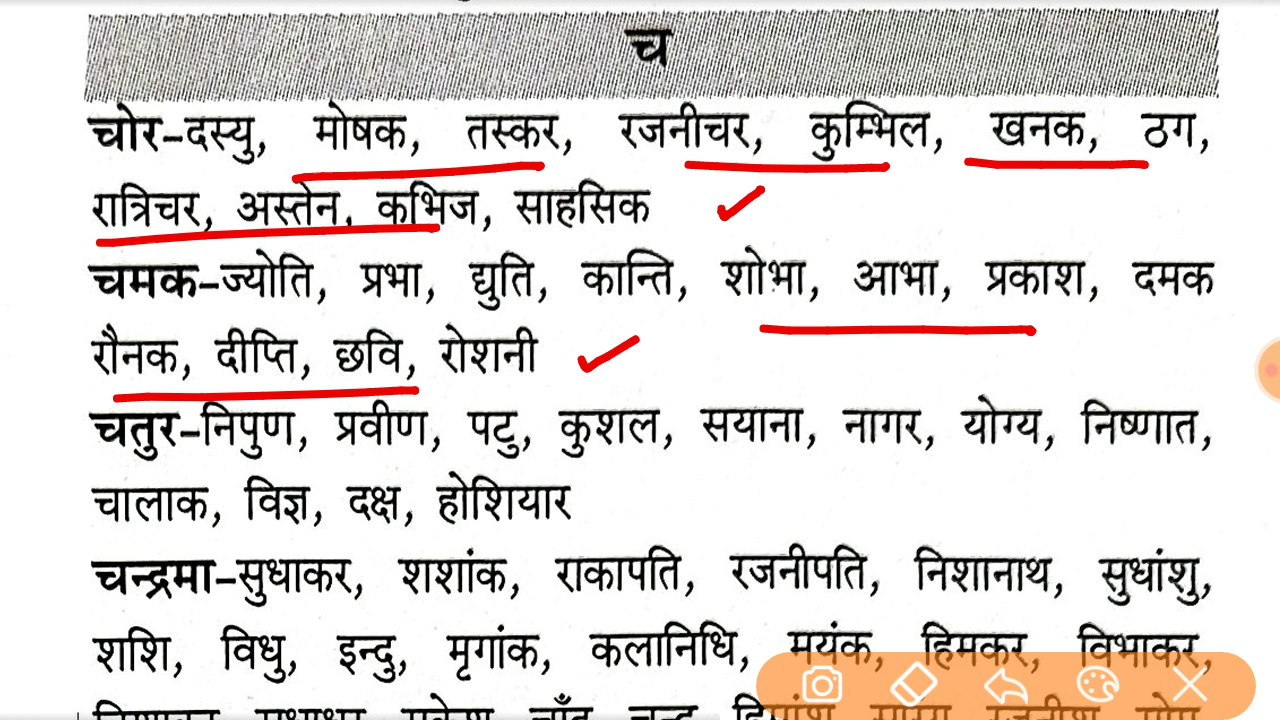 च
चोर–दस्यु, मोषक, तस्कर, रजनीचर, कुम्भिल, खनक, ठग,
रात्रिचर, अस्तेन, कभिज, साहसिक
चमक–ज्योति, प्रभा, द्युति, कान्ति, शोभा, आभा, प्रकाश, दमक
रौनक, दीप्ति, छवि, रोशनी
चतुर–निपुण, प्रवीण, पटु, कुशल, सयाना, नागर, योग्य, निष्णात,
चालाक, विज्ञ, दक्ष, होशियार
चन्द्रमा–सुधाकर, शशांक, राकापति, रजनीपति, निशानाथ, सुधांशु,
शशि, विधु, इन्दु, मृगांक, कलानिधि, मयंक, हिमकर, विभाकर,